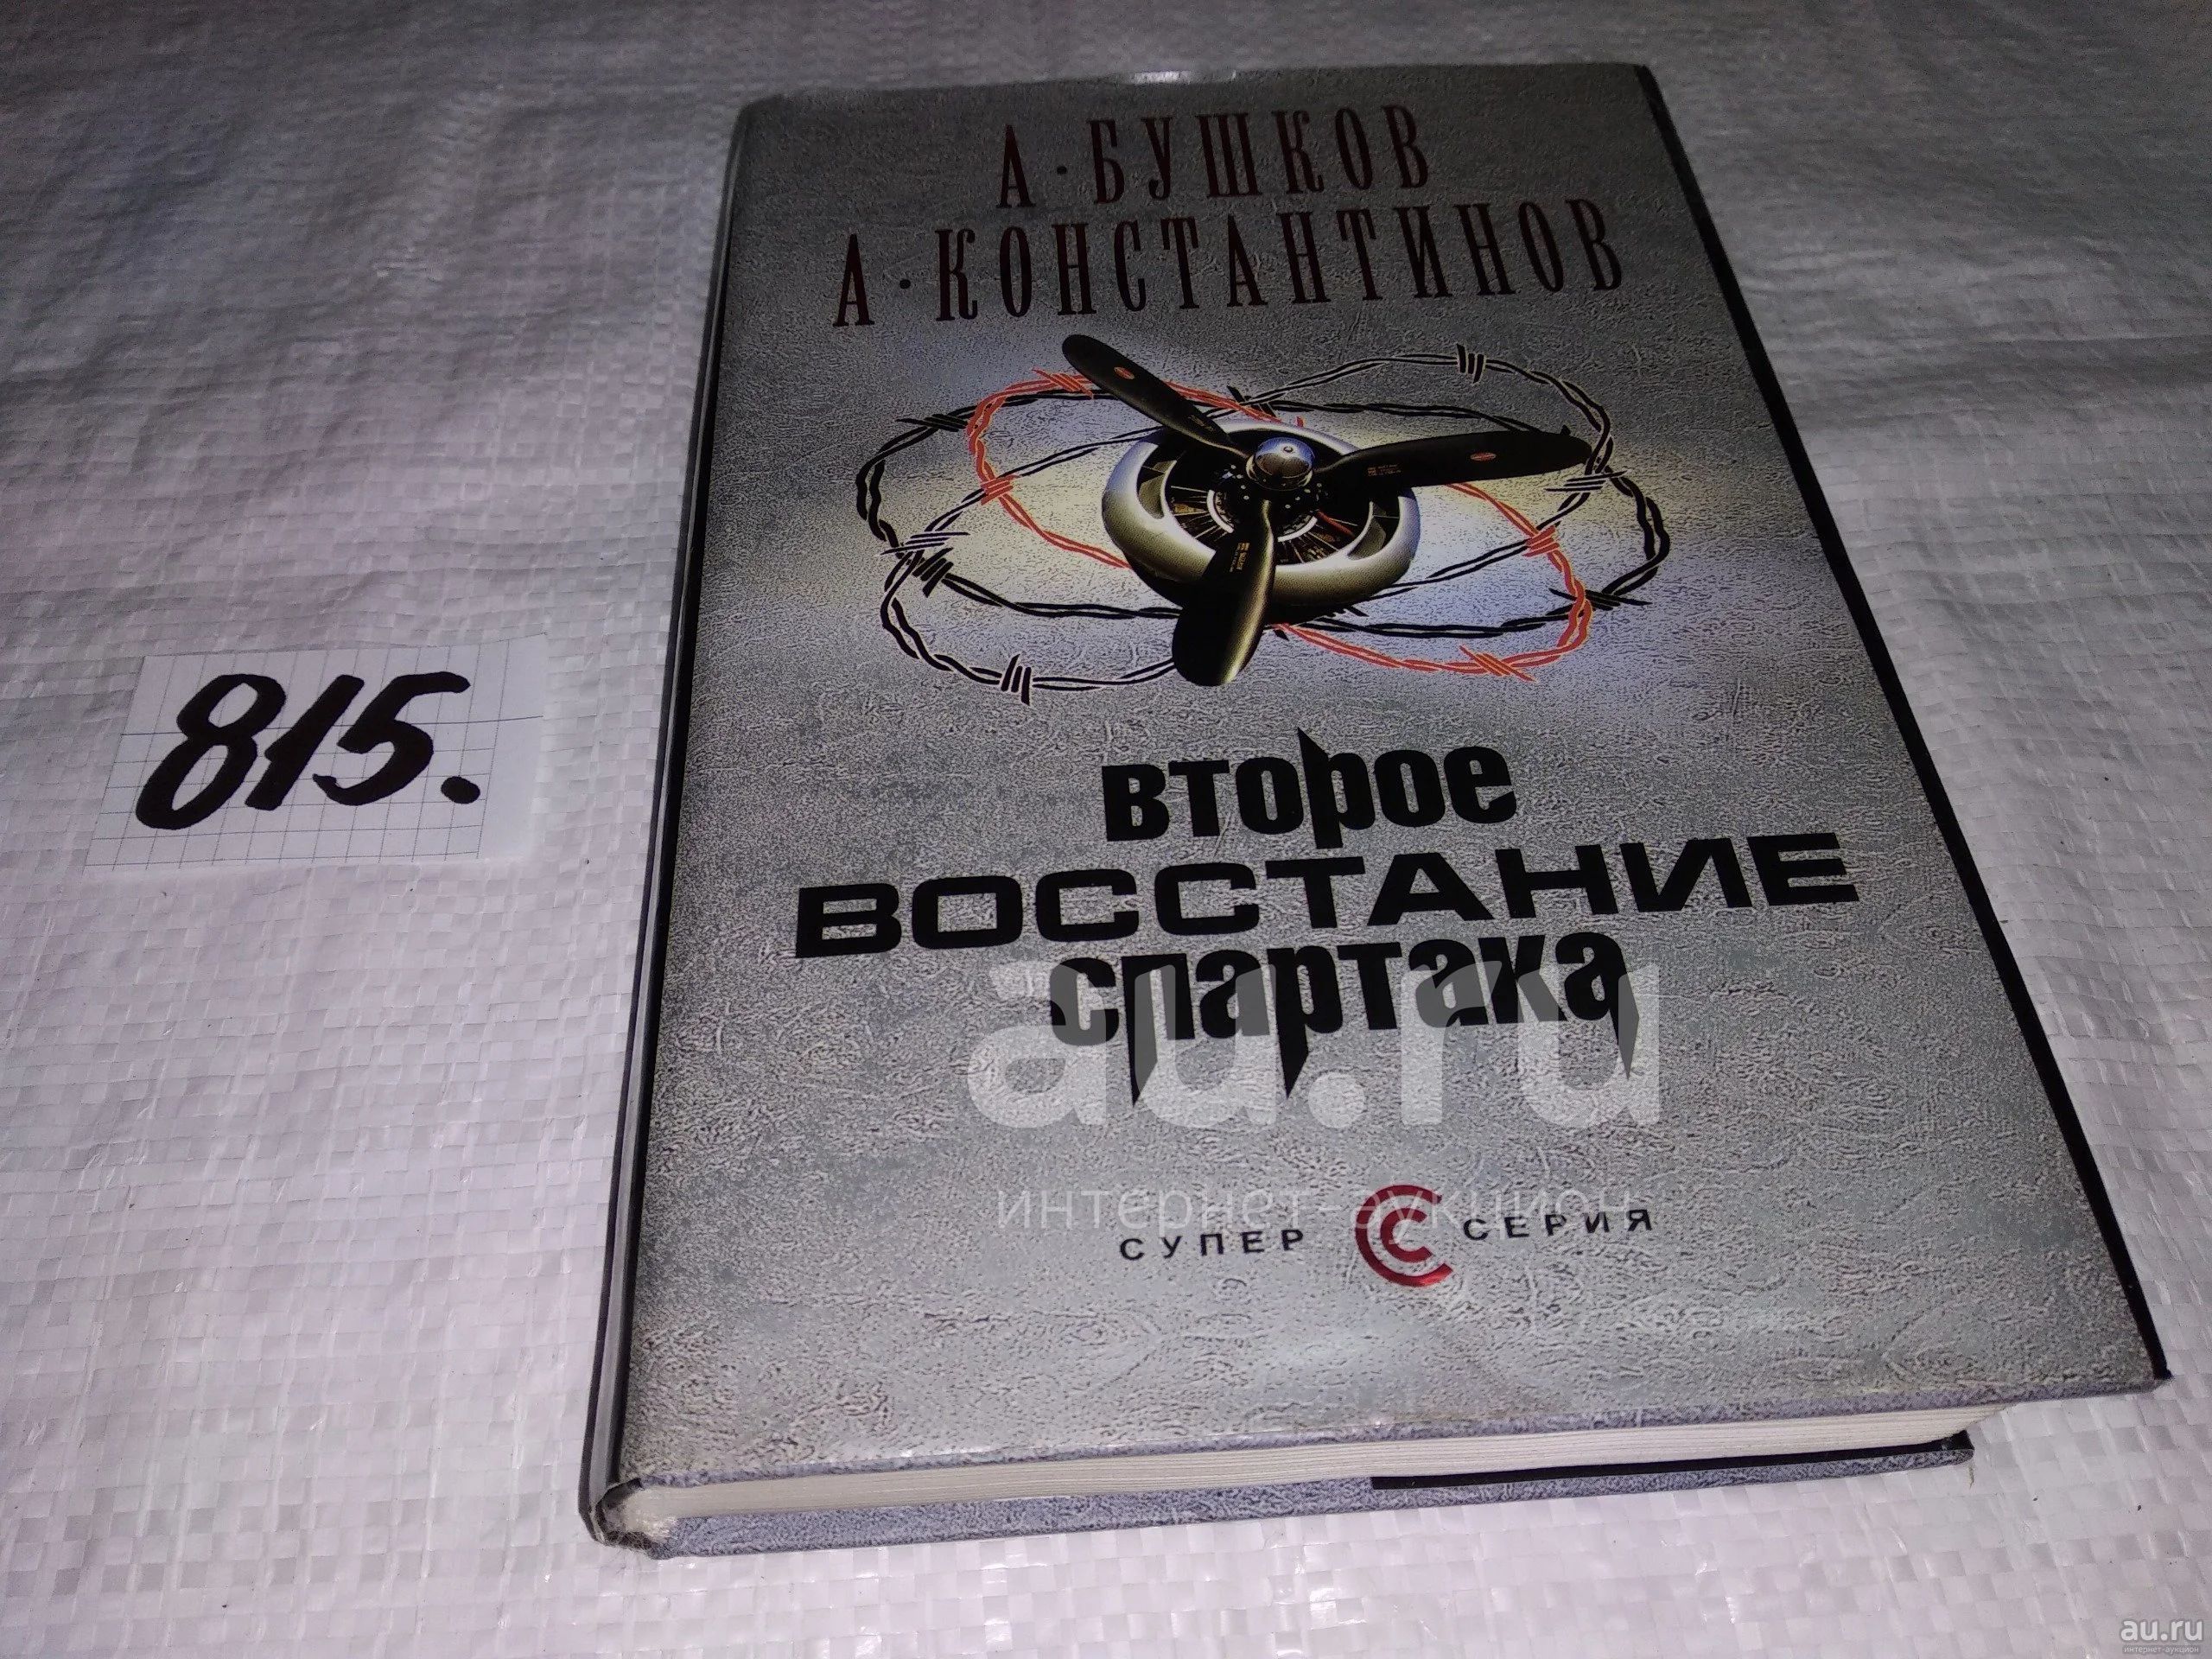 А·БУШКОВ
А·КОНСТАНТИНОВ
второе
ВОССТАНИЕ
спартака
СУПЕР СЕРИЯ
815.
au.ru
интернет-аукцион
au.ru
интернет-аукцион